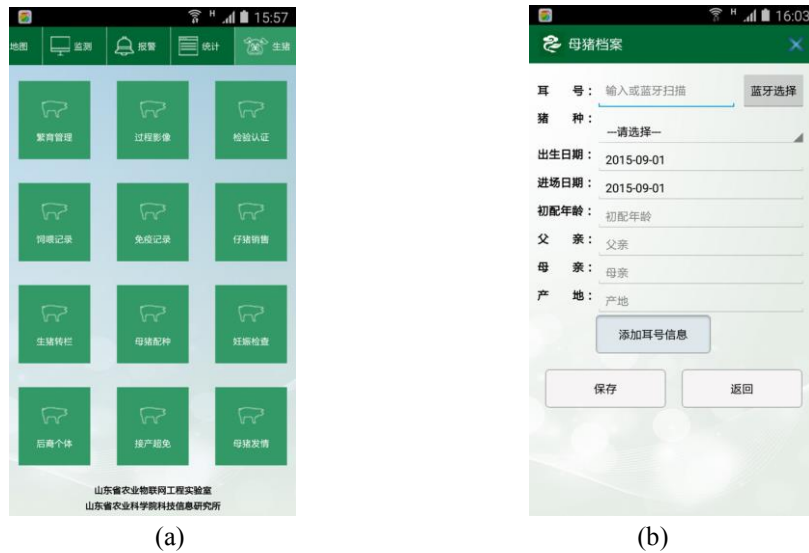 H 15:57
地图 监测 报警 统计 生猪
繁育管理 过程影像 检验认证
饲喂记录 免疫记录 仔猪销售
生猪转栏 母猪配种 妊娠检查
后裔个体 接产超免 母猪发情
山东省农业物联网工程实验室
山东省农业科学院科技信息研究所
(a)
H 16:03
母猪档案 ×
耳 号： 输入或蓝牙扫描 蓝牙选择
猪 种： ---请选择---
出生日期： 2015-09-01
进场日期： 2015-09-01
初配年龄： 初配年龄
父 亲： 父亲
母 亲： 母亲
产 地： 产地
添加耳号信息
保存 返回
(b)